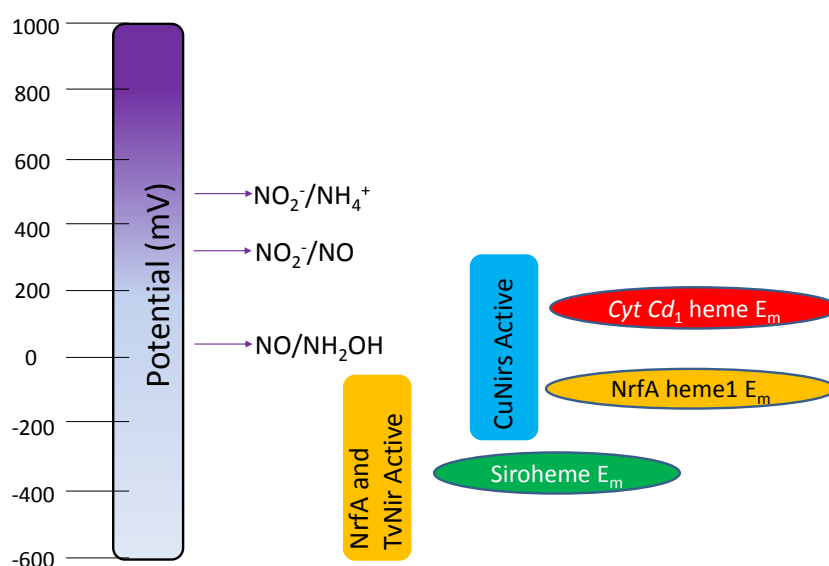 1000
800
600
400
200
0
-200
-400
-600
Potential (mV)
NO₂⁻/NH₄⁺
NO₂⁻/NO
NO/NH₂OH
NrfA and
TvNir Active
CuNirs Active
Cyt Cd₁ heme Eₘ
NrfA heme1 Eₘ
Siroheme Eₘ